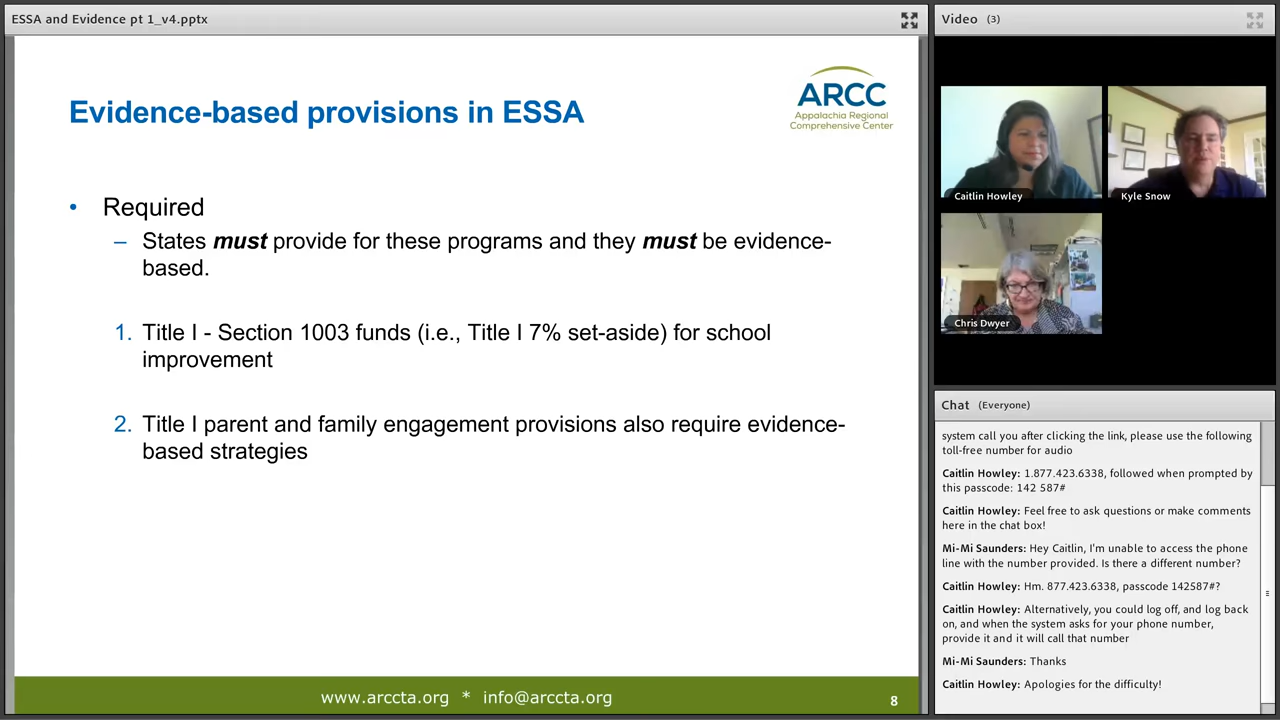 ESSA and Evidence pt 1_v4.pptx
Evidence-based provisions in ESSA
ARCC
Appalachia Regional
Comprehensive Center
• Required
– States must provide for these programs and they must be evidence-
based.
1. Title I - Section 1003 funds (i.e., Title I 7% set-aside) for school
improvement
2. Title I parent and family engagement provisions also require evidence-
based strategies
www.arccta.org * info@arccta.org
8
Video (3)
Caitlin Howley
Kyle Snow
Chris Dwyer
Chat (Everyone)
system call you after clicking the link, please use the following
toll-free number for audio
Caitlin Howley: 1.877.423.6338, followed when prompted by
this passcode: 142 587#
Caitlin Howley: Feel free to ask questions or make comments
here in the chat box!
Mi-Mi Saunders: Hey Caitlin, I'm unable to access the phone
line with the number provided. Is there a different number?
Caitlin Howley: Hm. 877.423.6338, passcode 142587#?
Caitlin Howley: Alternatively, you could log off, and log back
on, and when the system asks for your phone number,
provide it and it will call that number
Mi-Mi Saunders: Thanks
Caitlin Howley: Apologies for the difficulty!